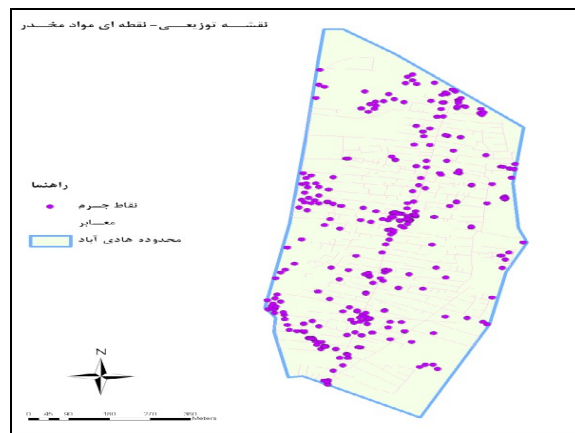 نقشه توزیعی-نقطه ای مواد مخدر
راهنما
نقاط جرم
معابر
محدوده هادی آباد
N
0 45 90 180 270 360
Meters